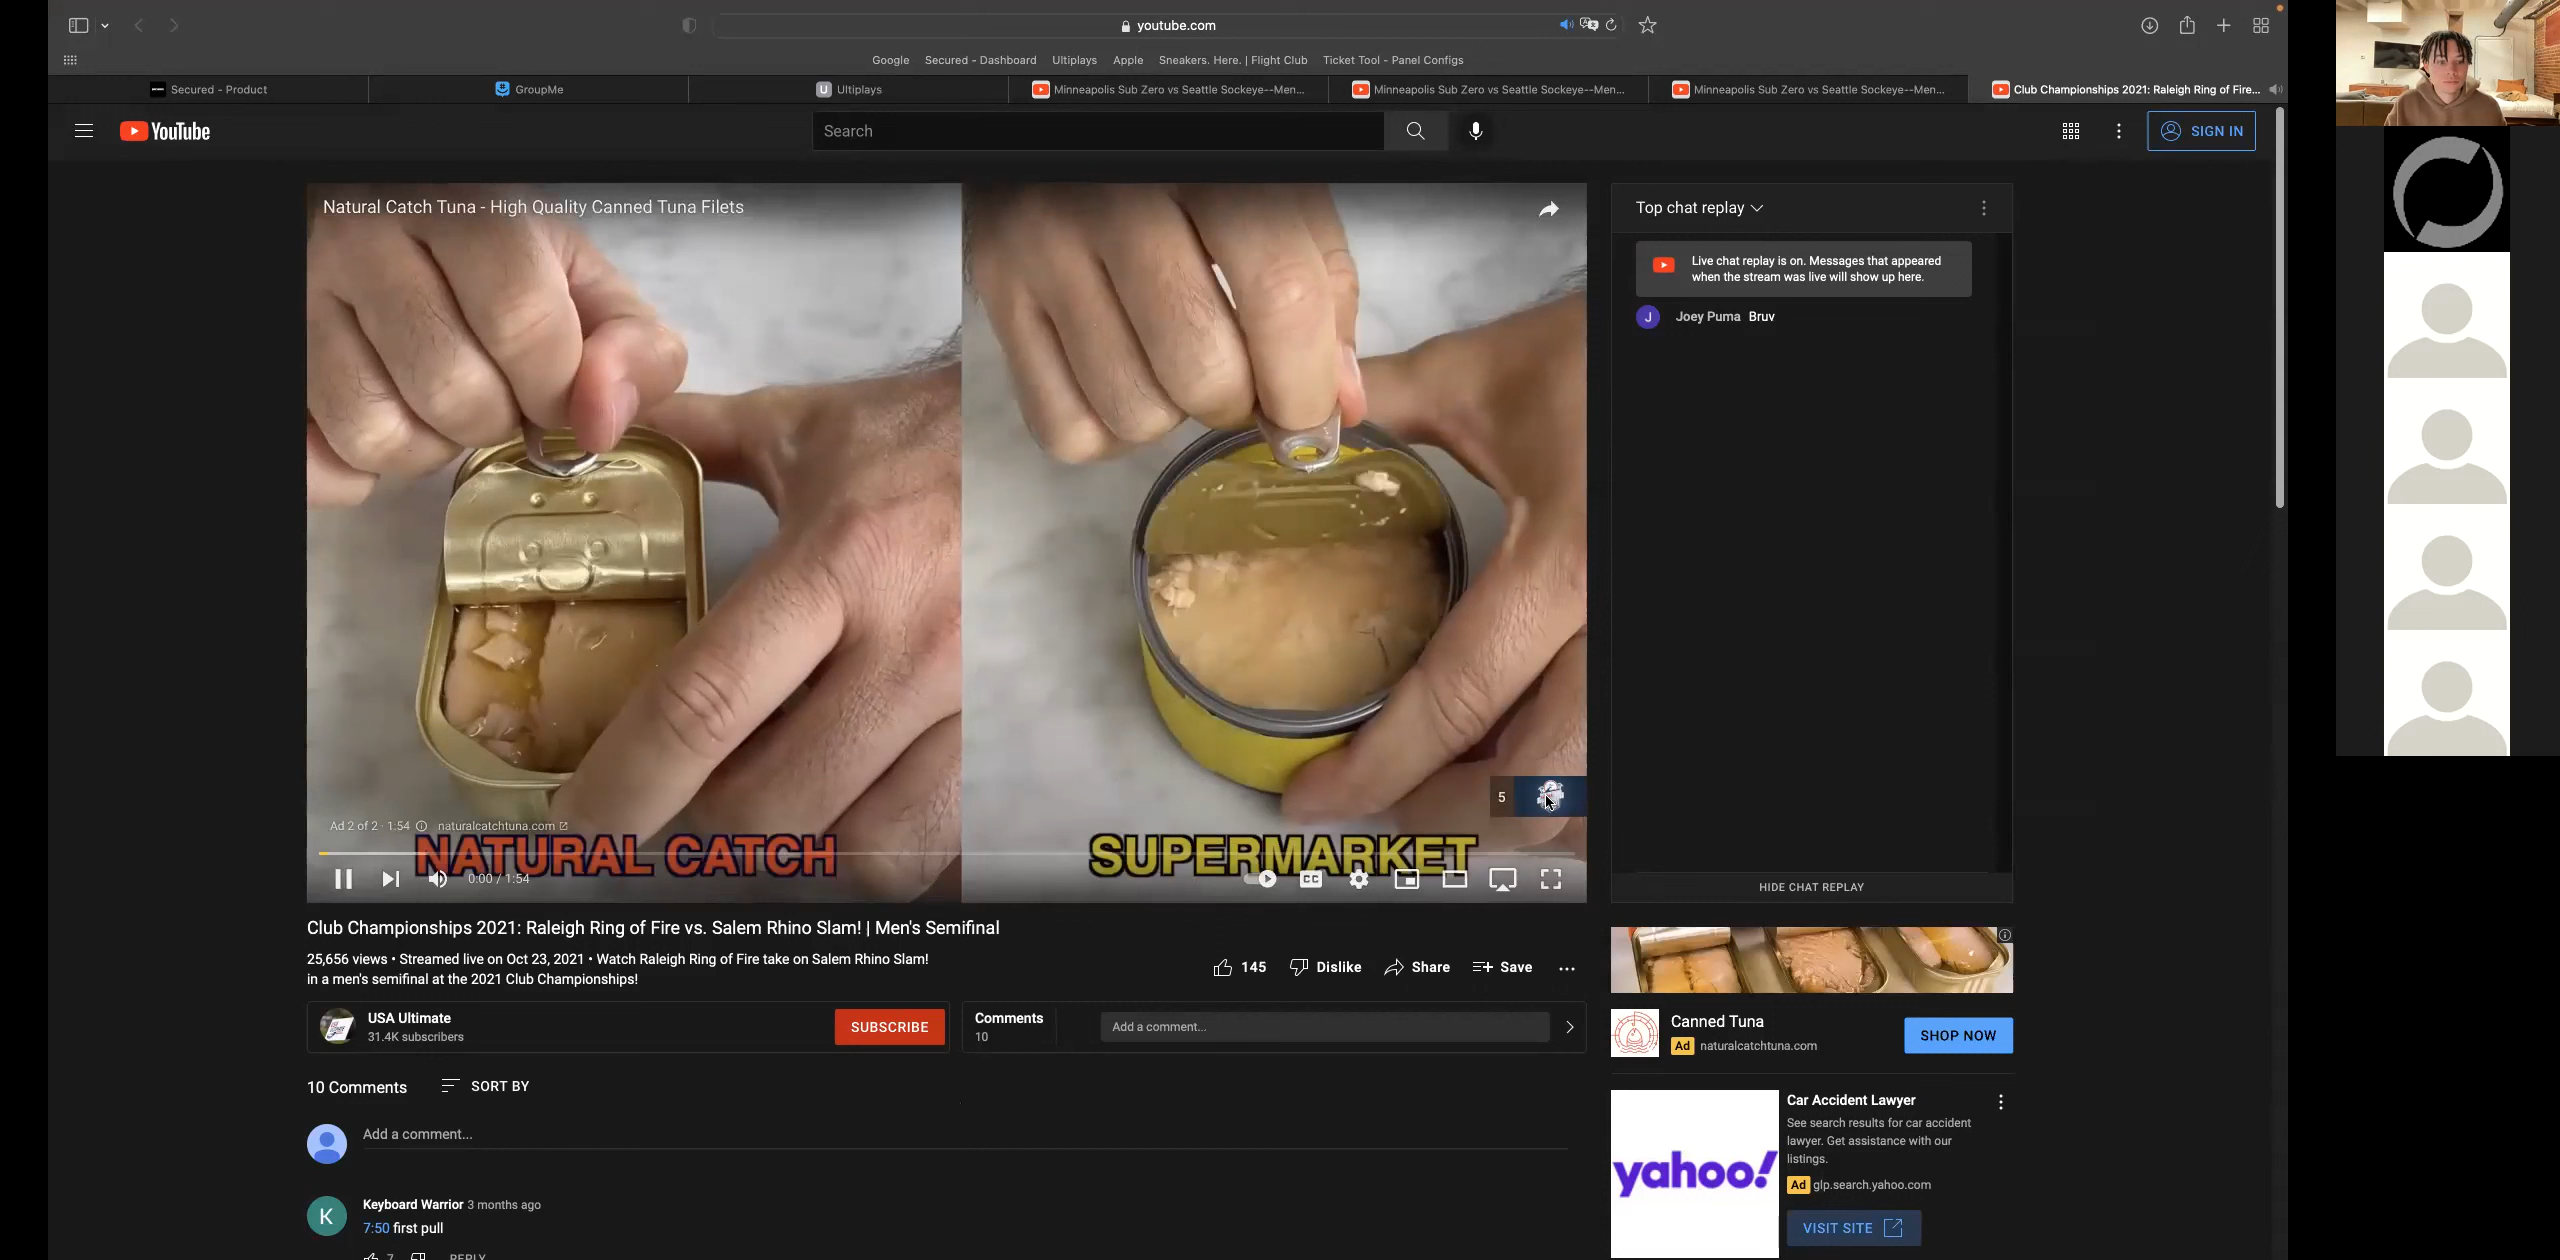 youtube.com
Google Secured - Dashboard Ultiplays Apple Sneakers. Here. | Flight Club Ticket Tool - Panel Configs
Secured - Product
GroupMe
U Ultiplays
Minneapolis Sub Zero vs Seattle Sockeye--Men...
Minneapolis Sub Zero vs Seattle Sockeye--Men...
Minneapolis Sub Zero vs Seattle Sockeye--Men...
Club Championships 2021: Raleigh Ring of Fire...
YouTube
Search
SIGN IN
Natural Catch Tuna - High Quality Canned Tuna Filets
5
Ad 2 of 2 · 1:54 naturalcatchtuna.com
NATURAL CATCH
SUPERMARKET
0:00 / 1:54
CC
Top chat replay
Live chat replay is on. Messages that appeared
when the stream was live will show up here.
J Joey Puma Bruv
HIDE CHAT REPLAY
Club Championships 2021: Raleigh Ring of Fire vs. Salem Rhino Slam! | Men's Semifinal
25,656 views • Streamed live on Oct 23, 2021 • Watch Raleigh Ring of Fire take on Salem Rhino Slam!
in a men's semifinal at the 2021 Club Championships!
145 Dislike Share Save
USA Ultimate
31.4K subscribers
SUBSCRIBE
Comments
10
Add a comment...
10 Comments SORT BY
Add a comment...
K Keyboard Warrior 3 months ago
7:50 first pull
7 REPLY
Canned Tuna
Ad naturalcatchtuna.com
SHOP NOW
yahoo!
Car Accident Lawyer
See search results for car accident
lawyer. Get assistance with our
listings.
Ad glp.search.yahoo.com
VISIT SITE